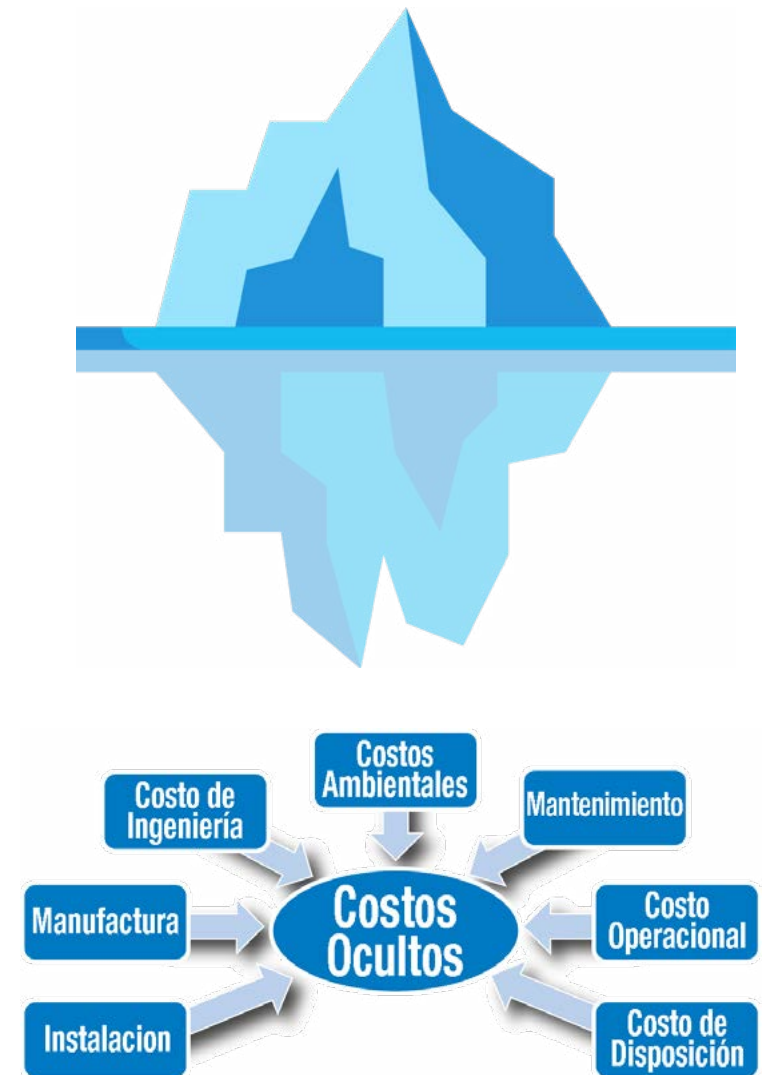 Costos
Ambientales
Costo de
Ingeniería
Mantenimiento
Manufactura
Costos
Ocultos
Costo
Operacional
Instalacion
Costo de
Disposición